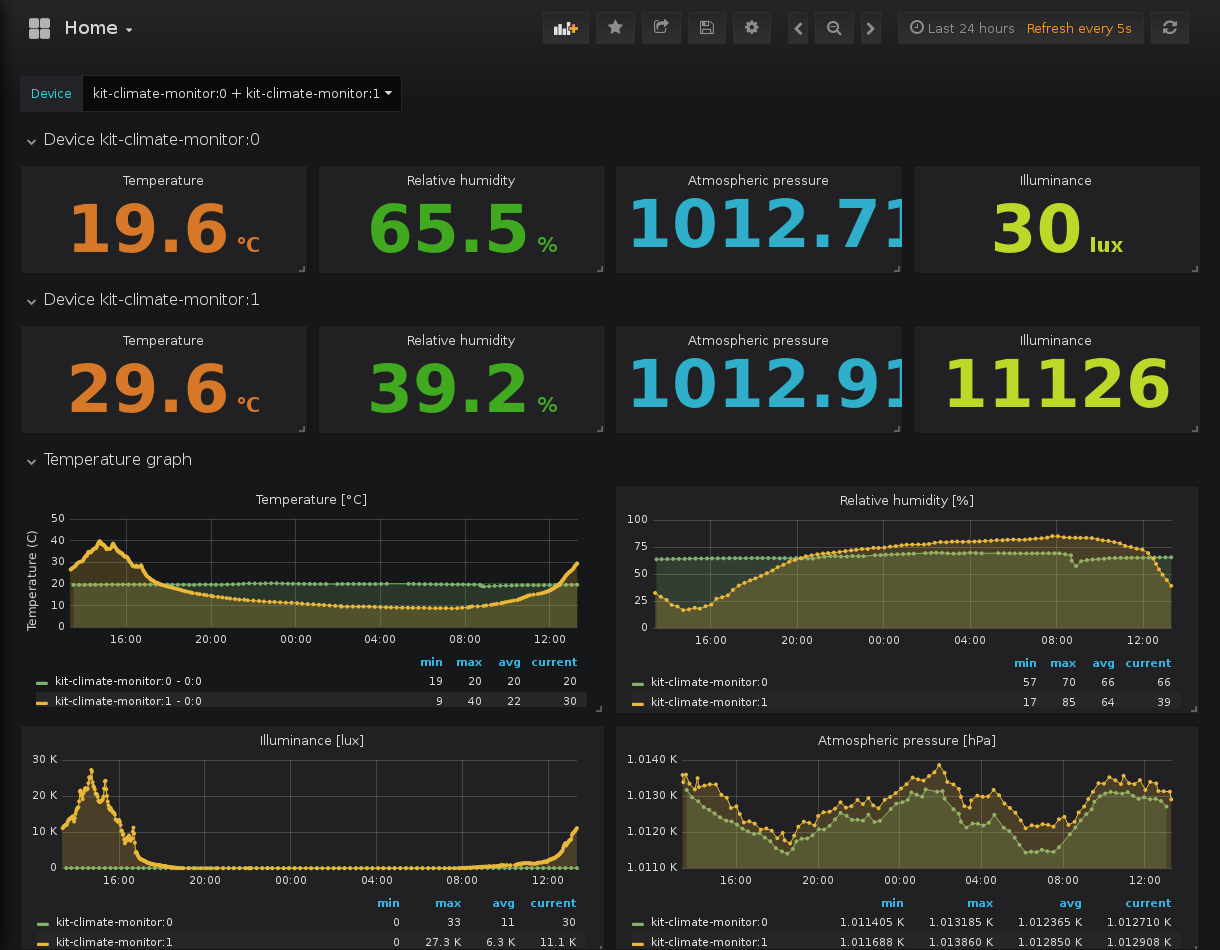 Home
Last 24 hours Refresh every 5s
Device kit-climate-monitor:0 + kit-climate-monitor:1
Device kit-climate-monitor:0
Temperature Relative humidity Atmospheric pressure Illuminance
19.6 °C 65.5 % 1012.71 30 lux
Device kit-climate-monitor:1
Temperature Relative humidity Atmospheric pressure Illuminance
29.6 °C 39.2 % 1012.91 11126
Temperature graph
Temperature [°C]
Temperature (C)
50
40
30
20
10
0
16:00 20:00 00:00 04:00 08:00 12:00
min max avg current
kit-climate-monitor:0 - 0:0 19 20 20 20
kit-climate-monitor:1 - 0:0 9 40 22 30
Relative humidity [%]
100
75
50
25
0
16:00 20:00 00:00 04:00 08:00 12:00
min max avg current
kit-climate-monitor:0 57 70 66 66
kit-climate-monitor:1 17 85 64 39
Illuminance [lux]
30 K
20 K
10 K
0
16:00 20:00 00:00 04:00 08:00 12:00
min max avg current
kit-climate-monitor:0 0 33 11 30
kit-climate-monitor:1 0 27.3 K 6.3 K 11.1 K
Atmospheric pressure [hPa]
1.0140 K
1.0130 K
1.0120 K
1.0110 K
16:00 20:00 00:00 04:00 08:00 12:00
min max avg current
kit-climate-monitor:0 1.011405 K 1.013185 K 1.012365 K 1.012710 K
kit-climate-monitor:1 1.011688 K 1.013860 K 1.012850 K 1.012908 K